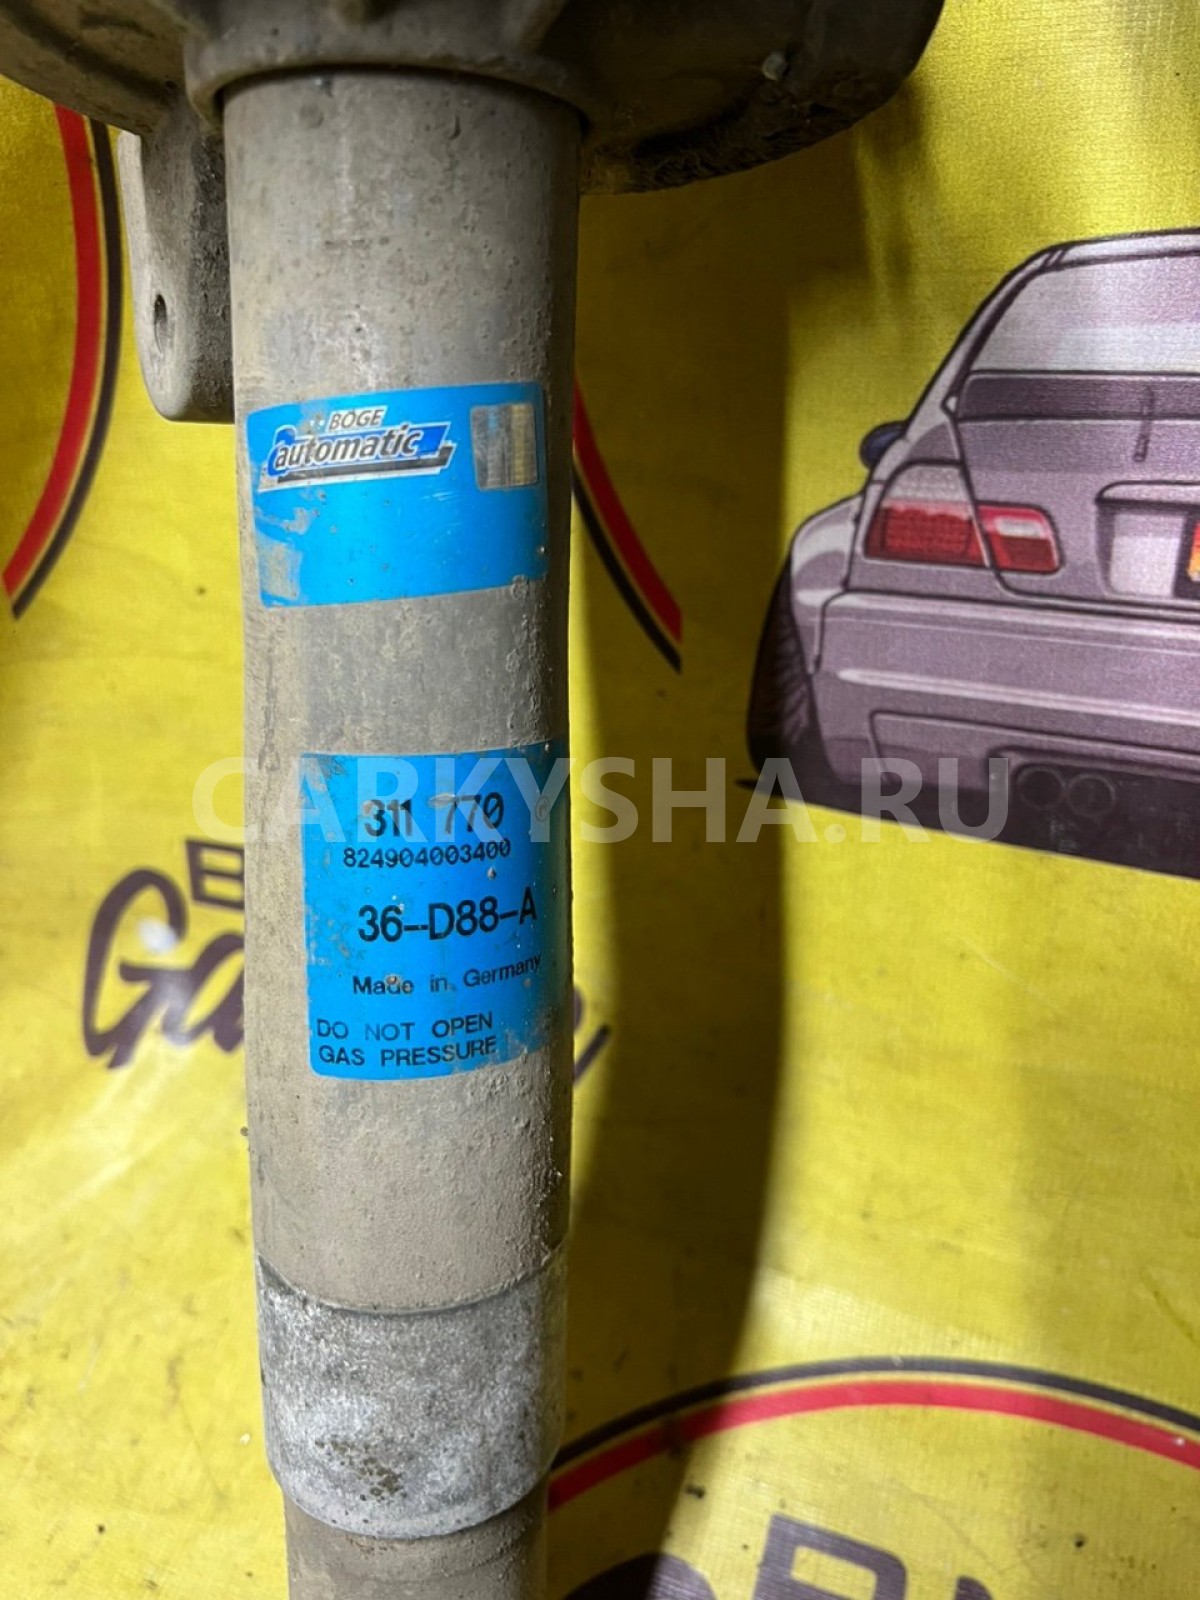 BOGE
automatic
311 770
824904003400
36-D88-A
Made in Germany
DO NOT OPEN
GAS PRESSURE
CARKYSHA.RU